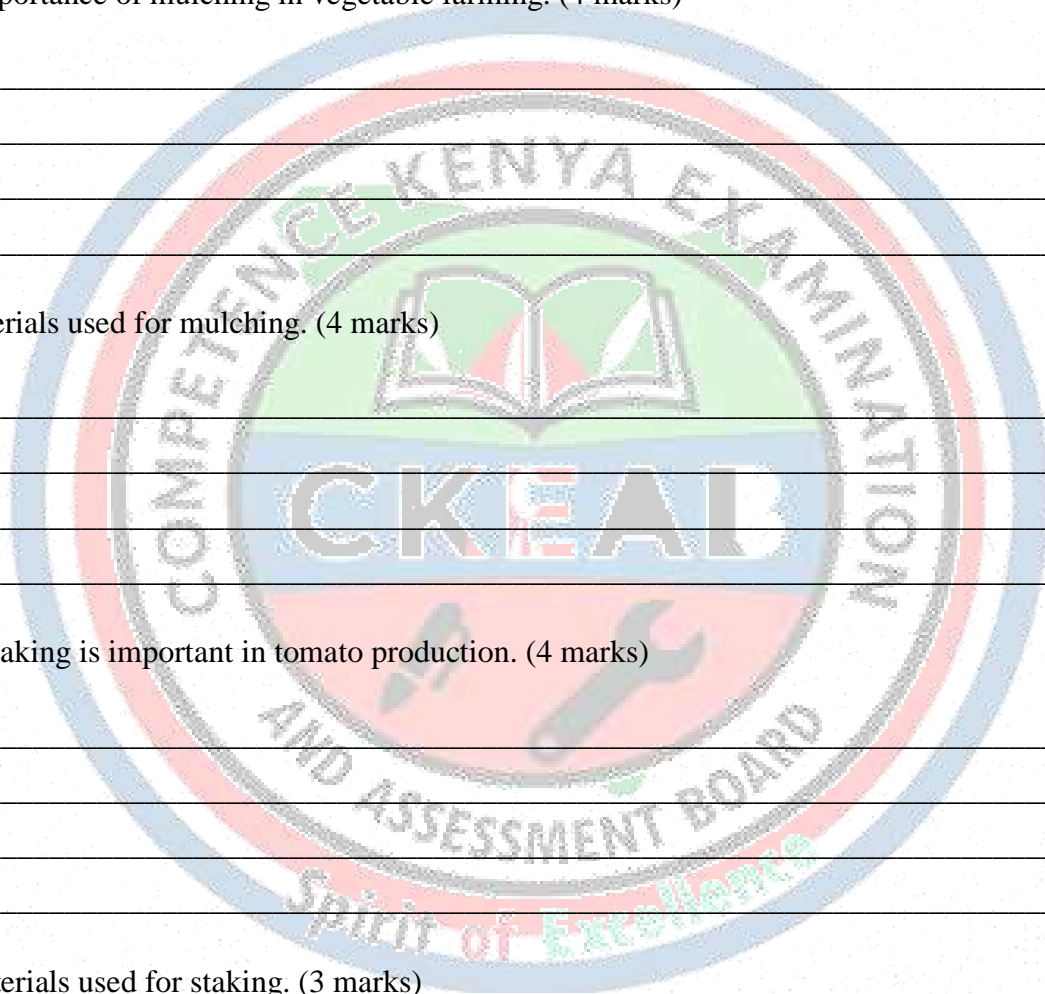 portance of mulching in vegetable farming. (4 marks)
COMPETENCE KENYA EXAMINATION
erials used for mulching. (4 marks)
CKEAB
aking is important in tomato production. (4 marks)
AND ASSESSMENT BOARD
Spirit of Excellence
terials used for staking. (3 marks)